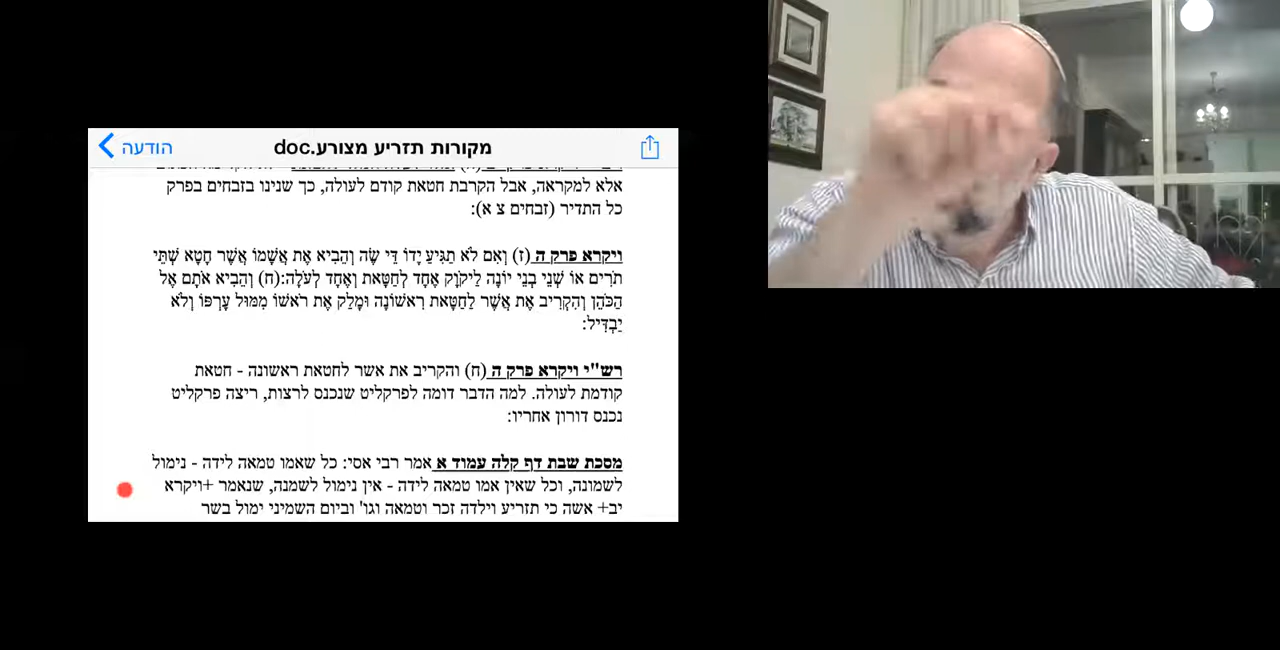 הודעה
מקורות תזריע מצורע.doc
אלא למקראה, אבל הקרבת חטאת קודם לעולה, כך שנינו בזבחים בפרק
כל התדיר (זבחים צ א):
ויקרא פרק ה (ז) וְאִם לֹא תַגִּיעַ יָדוֹ דֵּי שֶׂה וְהֵבִיא אֶת אֲשָׁמוֹ אֲשֶׁר חָטָא שְׁתֵּי
תֹרִים אוֹ שְׁנֵי בְנֵי יוֹנָה לַיקֹוָק אֶחָד לְחַטָּאת וְאֶחָד לְעֹלָה:(ח) וְהֵבִיא אֹתָם אֶל
הַכֹּהֵן וְהִקְרִיב אֶת אֲשֶׁר לַחַטָּאת רִאשׁוֹנָה וּמָלַק אֶת רֹאשׁוֹ מִמּוּל עָרְפּוֹ וְלֹא
יַבְדִּיל:
רש"י ויקרא פרק ה (ח) והקריב את אשר לחטאת ראשונה - חטאת
קודמת לעולה. למה הדבר דומה לפרקליט שנכנס לרצות, ריצה פרקליט
נכנס דורון אחריו:
מסכת שבת דף קלה עמוד א אמר רבי אסי: כל שאמו טמאה לידה - נימול
לשמונה, וכל שאין אמו טמאה לידה - אין נימול לשמנה, שנאמר +ויקרא
יב+ אשה כי תזריע וילדה זכר וטמאה וגו' וביום השמיני ימול בשר